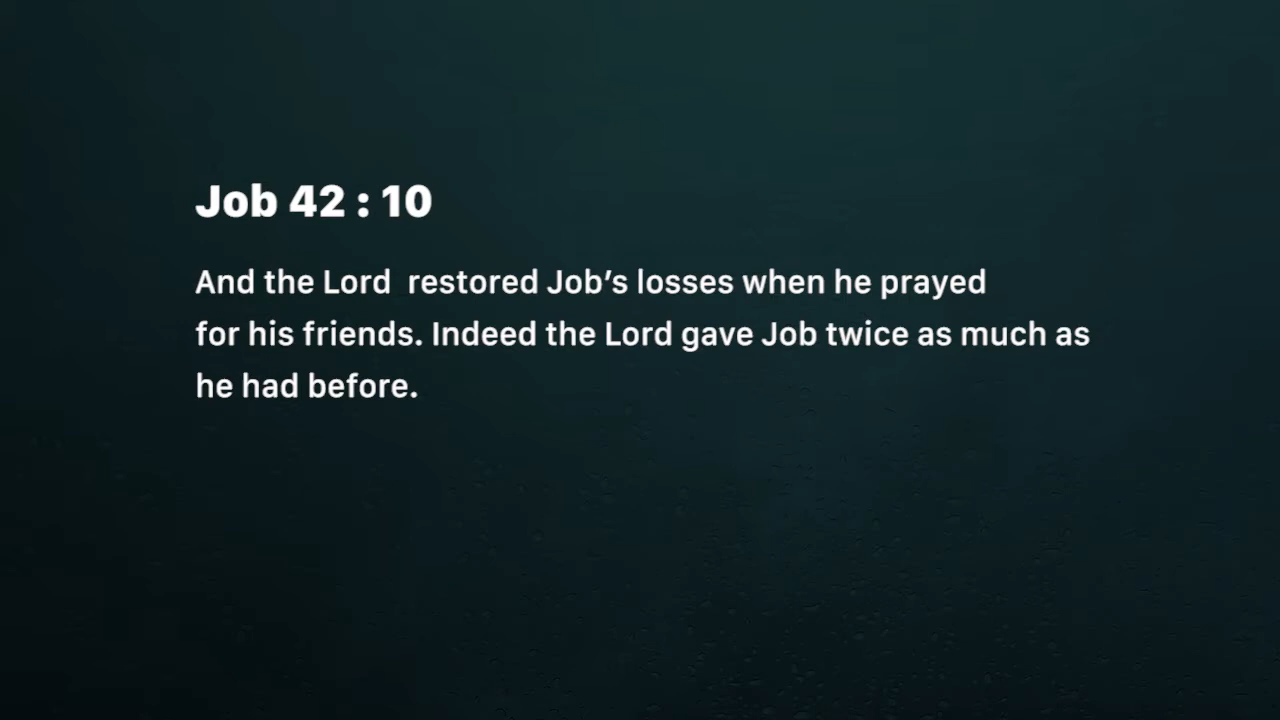 Job 42 : 10
And the Lord  restored Job’s losses when he prayed
for his friends. Indeed the Lord gave Job twice as much as
he had before.